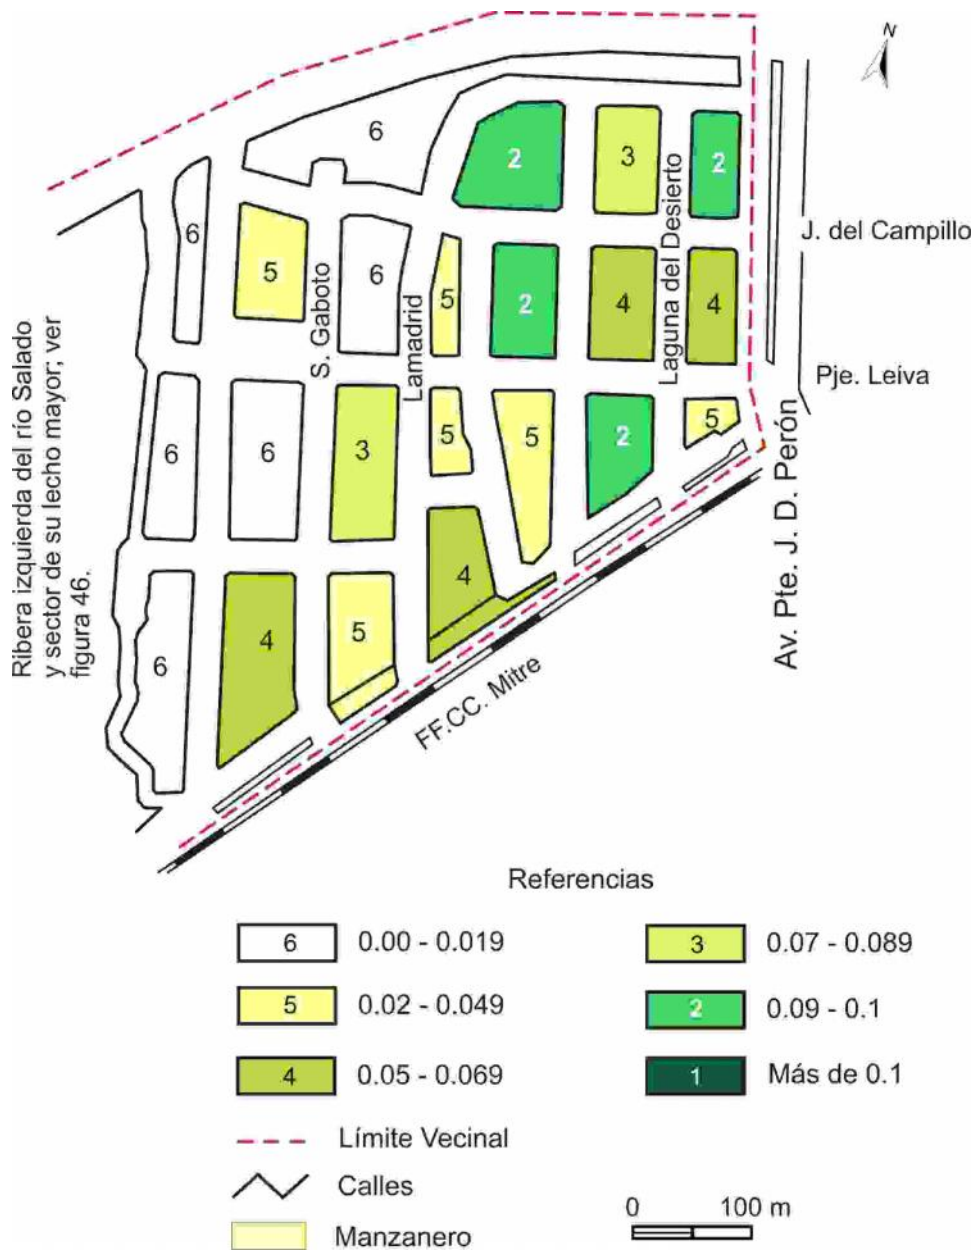 N
6
2
3
2
6
5
6
5
2
4
4
J. del Campillo
S. Gaboto
Lamadrid
Laguna del Desierto
Pje. Leiva
Av. Pte. J. D. Perón
Ribera izquierda del río Salado
y sector de su lecho mayor; ver
figura 46.
6
6
3
5
5
2
5
6
4
5
4
FF.CC. Mitre
Referencias
6 0.00 - 0.019
3 0.07 - 0.089
5 0.02 - 0.049
2 0.09 - 0.1
4 0.05 - 0.069
1 Más de 0.1
Límite Vecinal
Calles
Manzanero
0 100 m